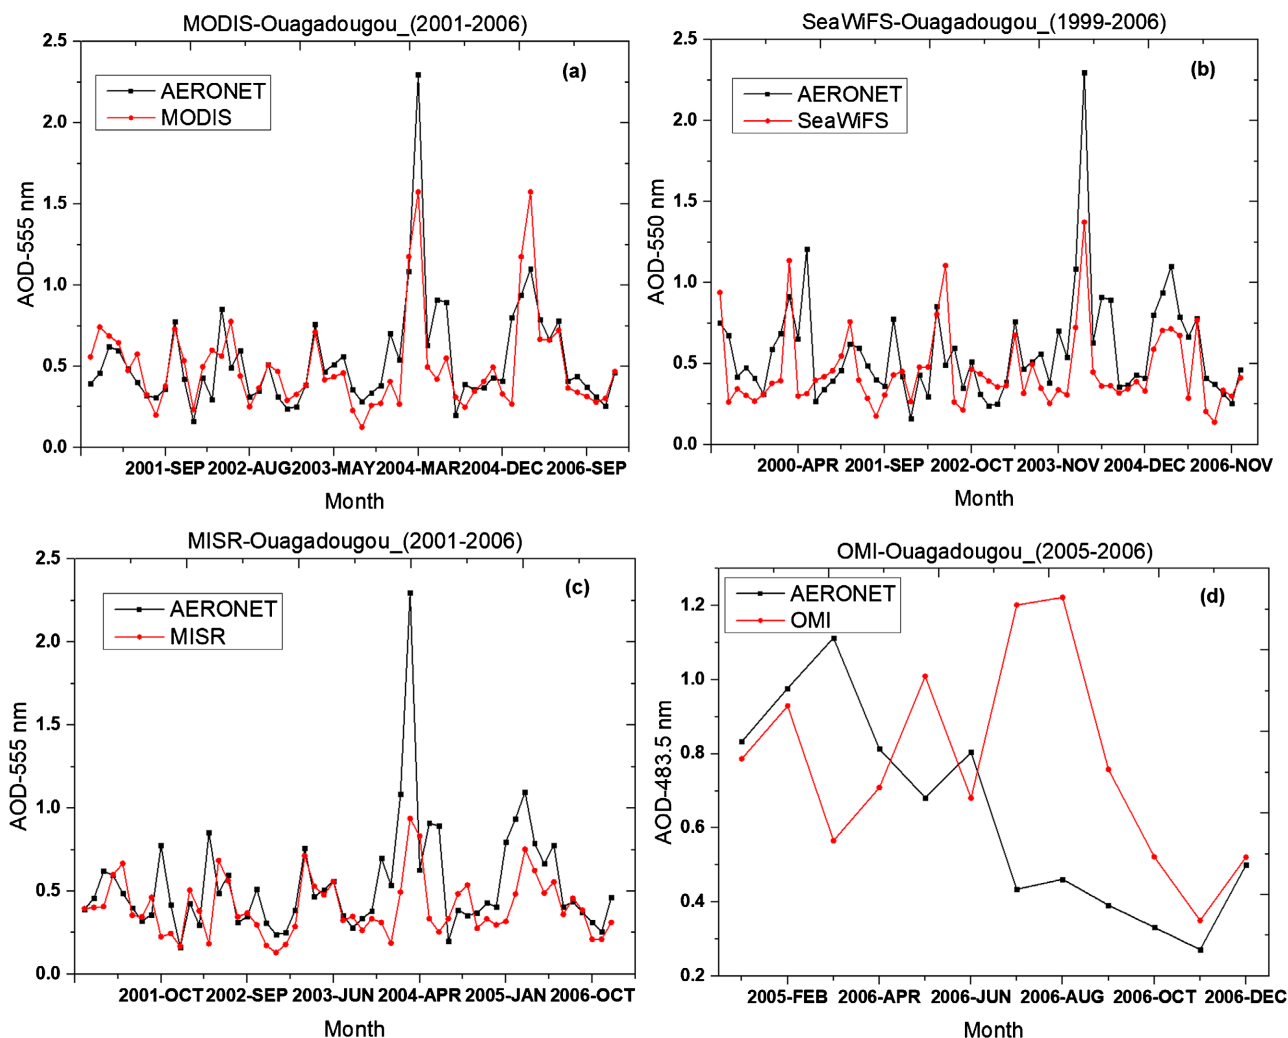 MODIS-Ouagadougou_(2001-2006)
(a)
AERONET
MODIS
AOD-555 nm
2.5
2.0
1.5
1.0
0.5
0.0
2001-SEP 2002-AUG 2003-MAY 2004-MAR 2004-DEC 2006-SEP
Month
SeaWiFS-Ouagadougou_(1999-2006)
(b)
AERONET
SeaWiFS
AOD-550 nm
2.5
2.0
1.5
1.0
0.5
0.0
2000-APR 2001-SEP 2002-OCT 2003-NOV 2004-DEC 2006-NOV
Month
MISR-Ouagadougou_(2001-2006)
(c)
AERONET
MISR
AOD-555 nm
2.5
2.0
1.5
1.0
0.5
0.0
2001-OCT 2002-SEP 2003-JUN 2004-APR 2005-JAN 2006-OCT
Month
OMI-Ouagadougou_(2005-2006)
(d)
AERONET
OMI
AOD-483.5 nm
1.2
1.0
0.8
0.6
0.4
0.2
2005-FEB 2006-APR 2006-JUN 2006-AUG 2006-OCT 2006-DEC
Month